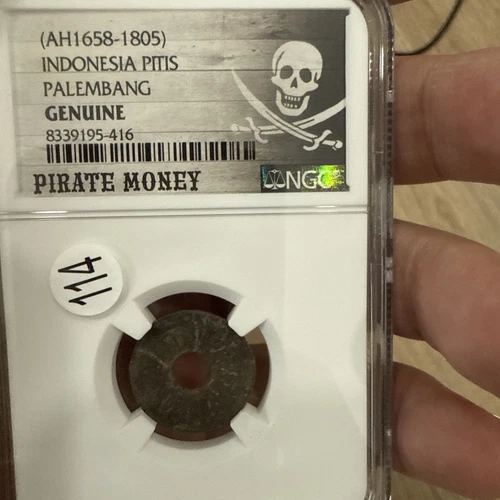 (AH1658-1805)
INDONESIA PITIS
PALEMBANG
GENUINE
8339195-416
PIRATE MONEY NGC
114